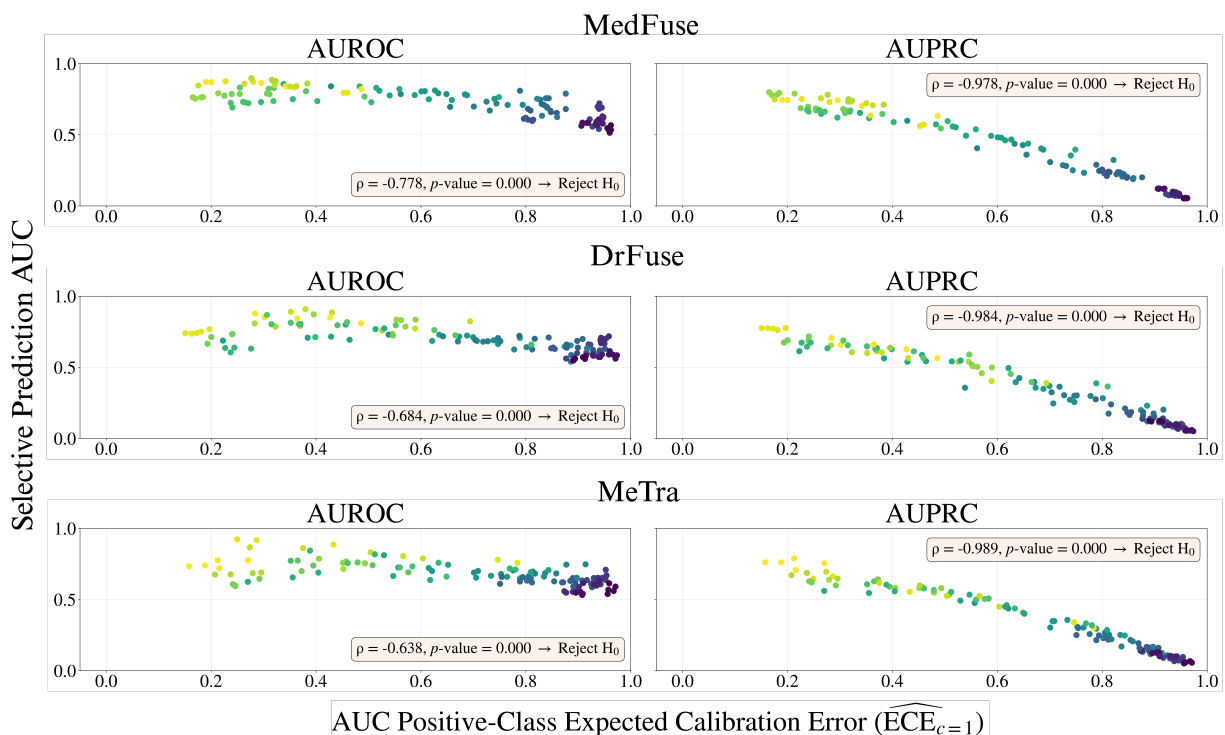 MedFuse
AUROC
AUPRC
1.0
0.5
0.0
ρ = -0.778, p-value = 0.000 → Reject H₀
ρ = -0.978, p-value = 0.000 → Reject H₀
0.0 0.2 0.4 0.6 0.8 1.0
0.0 0.2 0.4 0.6 0.8 1.0
DrFuse
AUROC
AUPRC
1.0
0.5
0.0
ρ = -0.684, p-value = 0.000 → Reject H₀
ρ = -0.984, p-value = 0.000 → Reject H₀
0.0 0.2 0.4 0.6 0.8 1.0
0.0 0.2 0.4 0.6 0.8 1.0
MeTra
AUROC
AUPRC
1.0
0.5
0.0
ρ = -0.638, p-value = 0.000 → Reject H₀
ρ = -0.989, p-value = 0.000 → Reject H₀
0.0 0.2 0.4 0.6 0.8 1.0
0.0 0.2 0.4 0.6 0.8 1.0
Selective Prediction AUC
AUC Positive-Class Expected Calibration Error (\widehat{ECE}_{c=1})